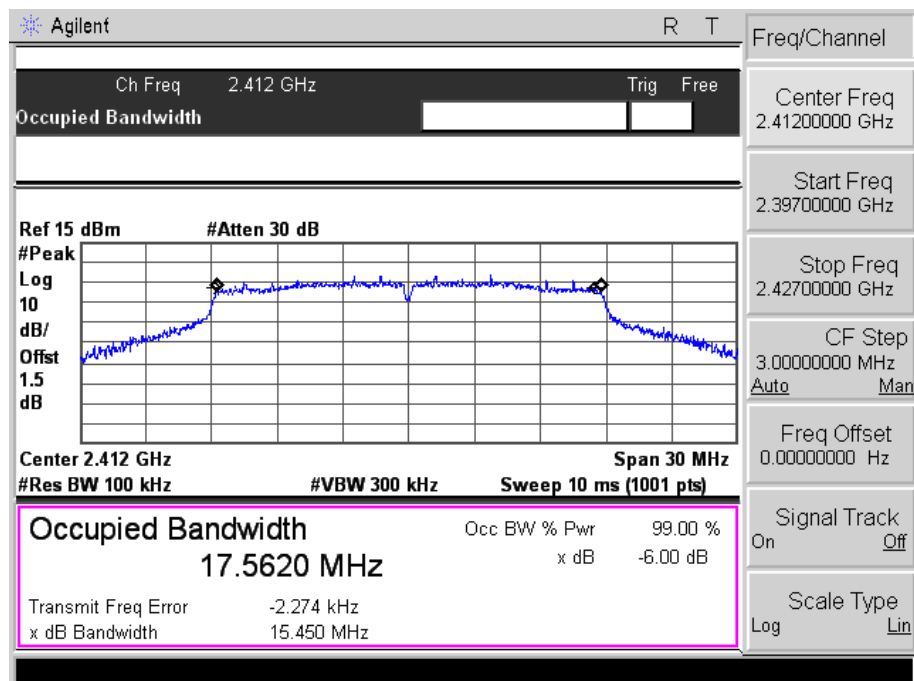 Agilent R T
Ch Freq 2.412 GHz Trig Free
Occupied Bandwidth
Ref 15 dBm #Atten 30 dB
#Peak
Log
10
dB/
Offst
1.5
dB
Center 2.412 GHz Span 30 MHz
#Res BW 100 kHz #VBW 300 kHz Sweep 10 ms (1001 pts)
Occupied Bandwidth Occ BW % Pwr 99.00 %
17.5620 MHz x dB -6.00 dB
Transmit Freq Error -2.274 kHz
x dB Bandwidth 15.450 MHz
Freq/Channel
Center Freq
2.41200000 GHz
Start Freq
2.39700000 GHz
Stop Freq
2.42700000 GHz
CF Step
3.00000000 MHz
Auto Man
Freq Offset
0.00000000 Hz
Signal Track
On Off
Scale Type
Log Lin